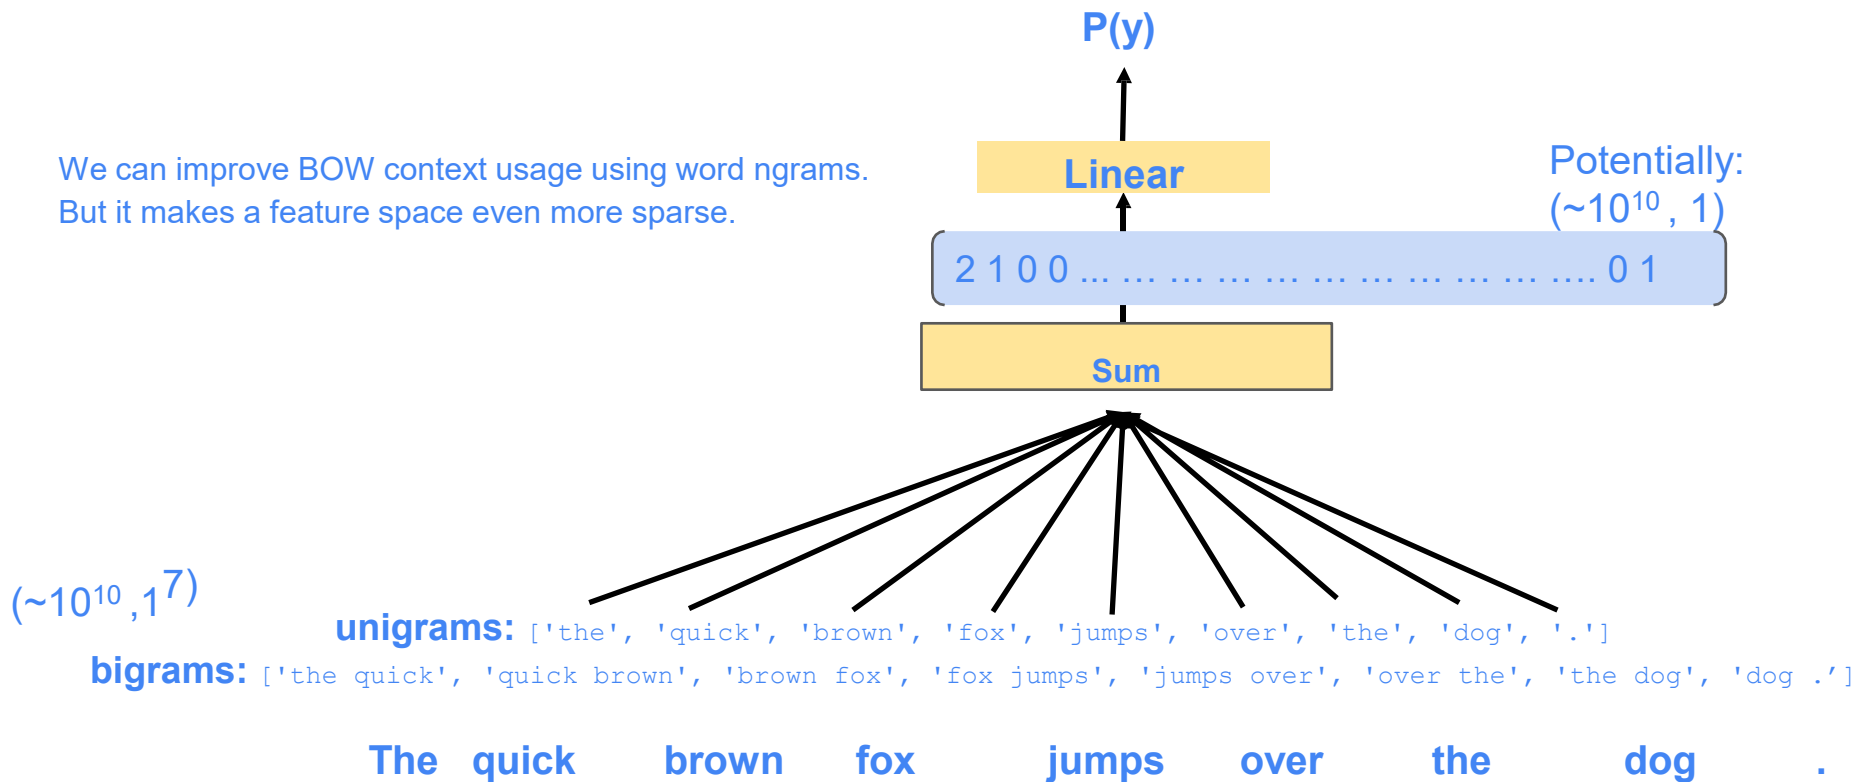 P(y)
We can improve BOW context usage using word ngrams.
But it makes a feature space even more sparse.
Linear
Potentially:
(~10¹⁰ , 1)
2 1 0 0 ... ... ... ... ... ... ... ... ... ... .... 0 1
Sum
(~10¹⁰ ,1⁷)
unigrams: ['the', 'quick', 'brown', 'fox', 'jumps', 'over', 'the', 'dog', '.']
bigrams: ['the quick', 'quick brown', 'brown fox', 'fox jumps', 'jumps over', 'over the', 'the dog', 'dog .’]
The quick brown fox jumps over the dog .